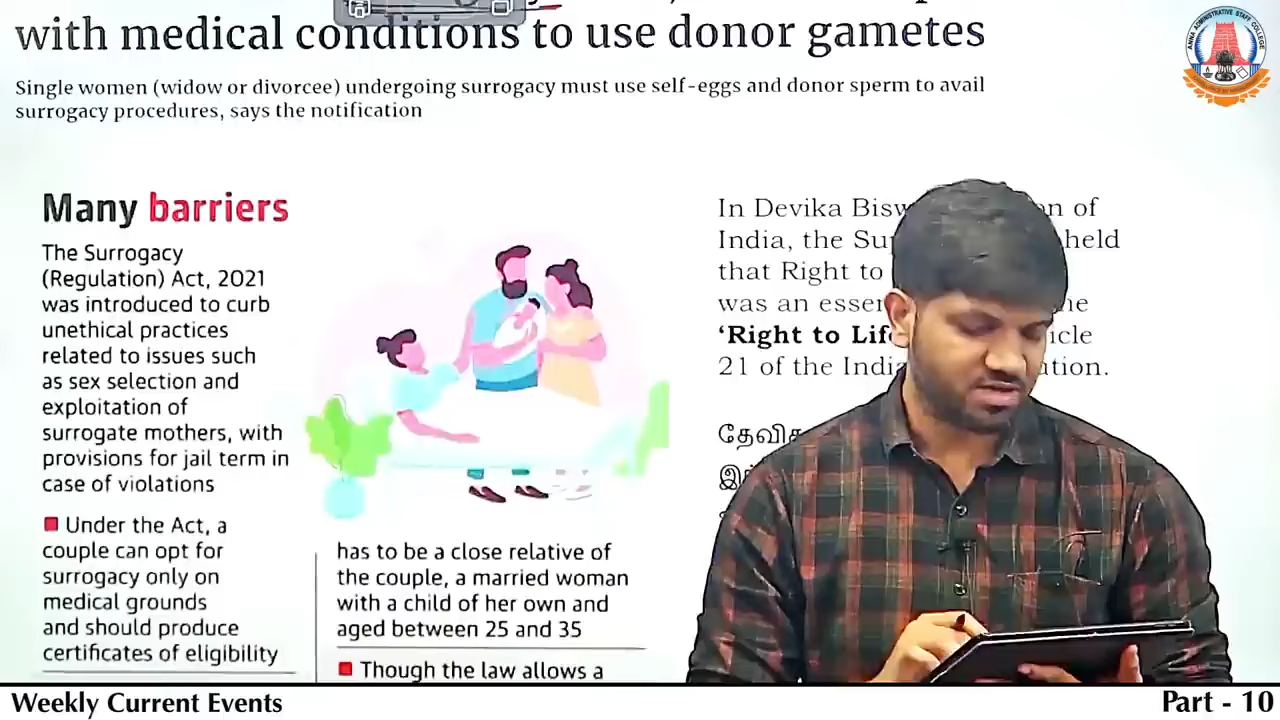 with medical conditions to use donor gametes
Single women (widow or divorcee) undergoing surrogacy must use self-eggs and donor sperm to avail
surrogacy procedures, says the notification
Many barriers
The Surrogacy
(Regulation) Act, 2021
was introduced to curb
unethical practices
related to issues such
as sex selection and
exploitation of
surrogate mothers, with
provisions for jail term in
case of violations
Under the Act, a
couple can opt for
surrogacy only on
medical grounds
and should produce
certificates of eligibility
has to be a close relative of
the couple, a married woman
with a child of her own and
aged between 25 and 35
Though the law allows a
In Devika of
India, the held
that Right to
was an
'Right to
21 of the
ANNA ADMINISTRATIVE STAFF COLLEGE
Weekly Current Events
Part - 10